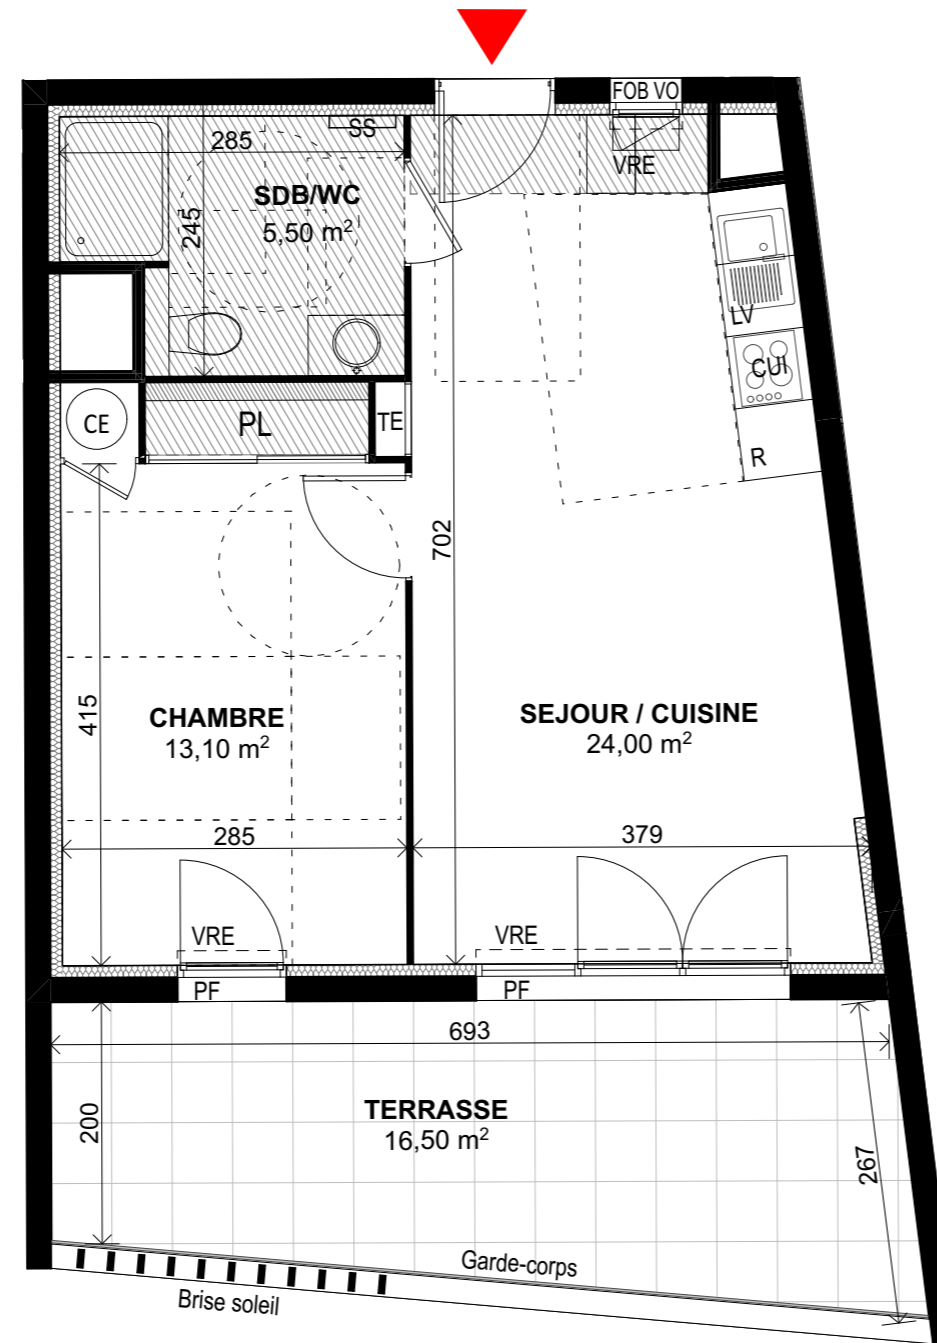 FOB VO
SS
285
VRE
SDB/WC
5,50 m²
245
LV
CUI
CE
PL
TE
R
702
415
CHAMBRE
13,10 m²
SEJOUR / CUISINE
24,00 m²
285
379
VRE
VRE
PF
PF
693
200
TERRASSE
16,50 m²
267
Garde-corps
Brise soleil